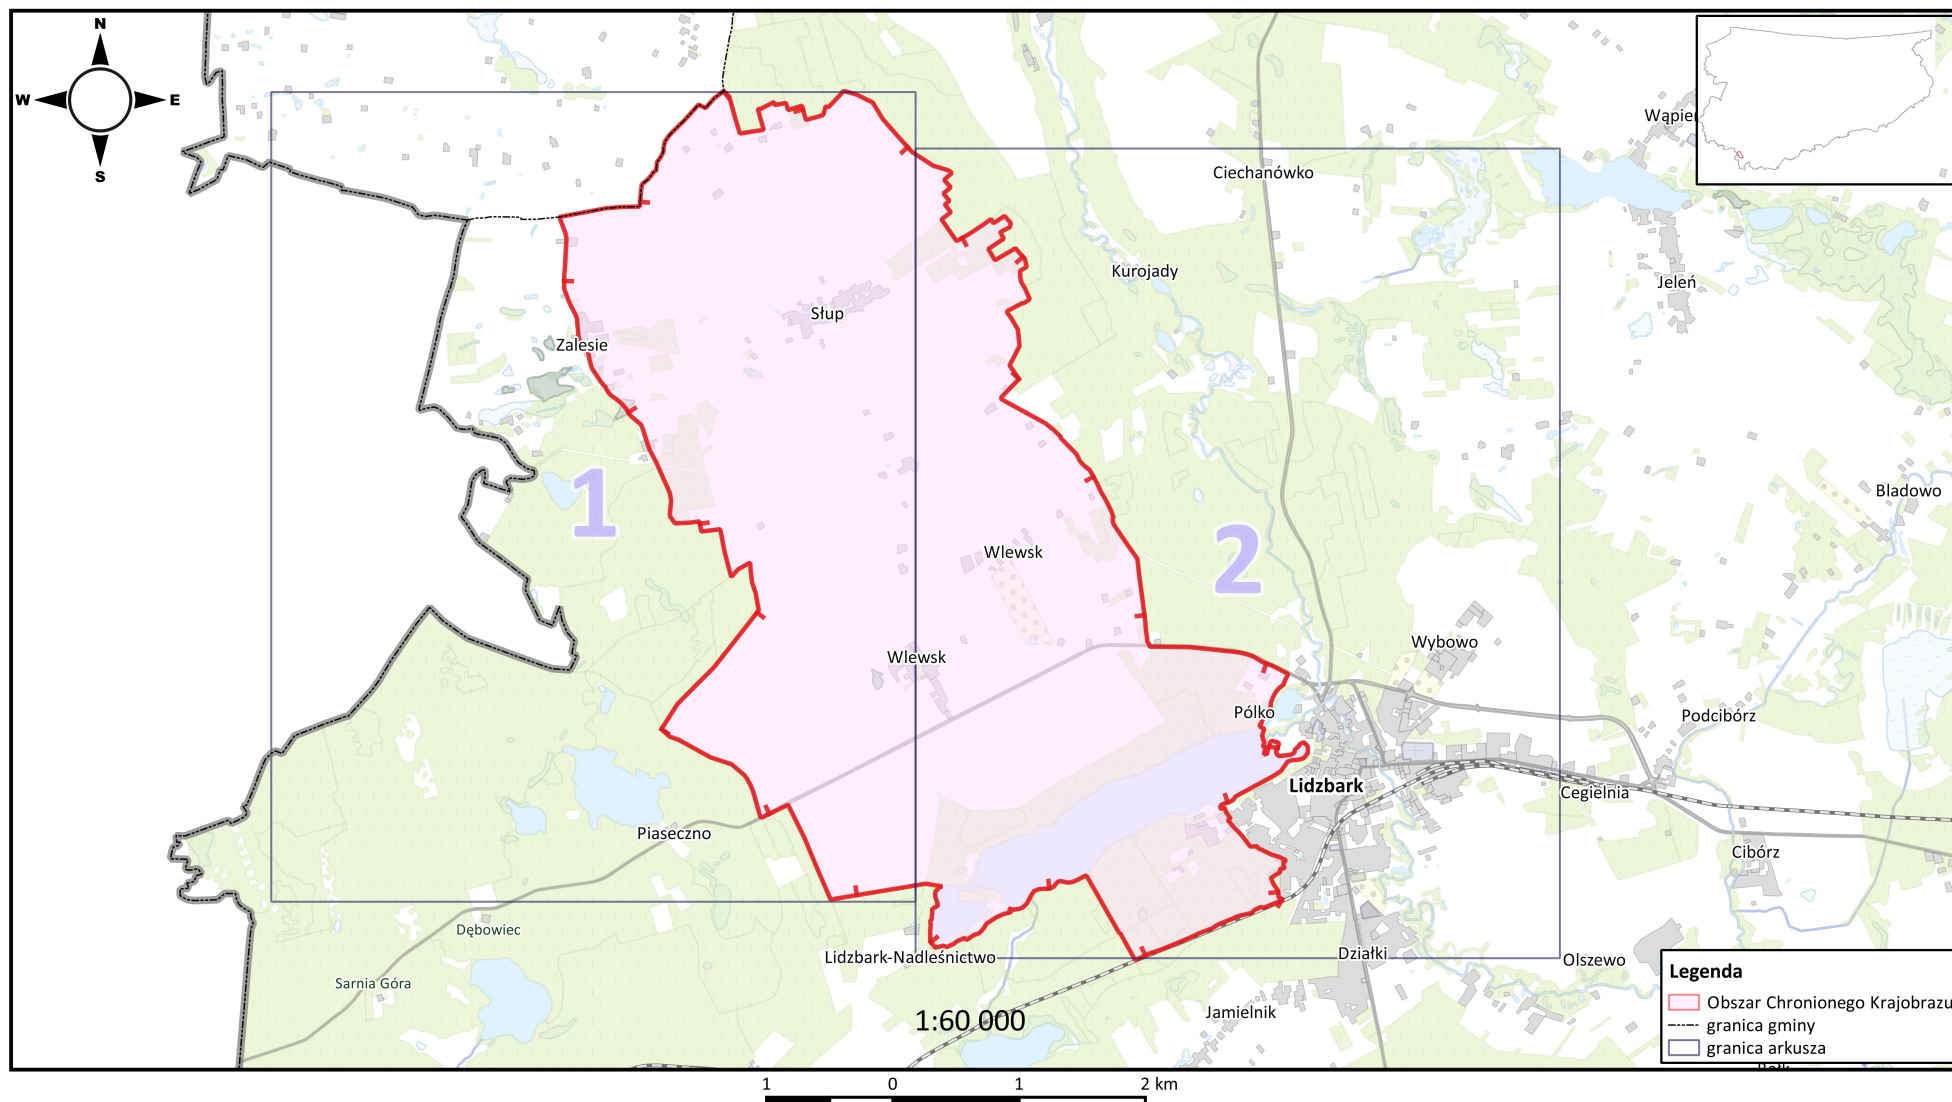 N
W E
S
Wąpier
Ciechanówko
Kurojady
Jeleń
Słup
Zalesie
1
Bladowo
Wlewsk
2
Wybowo
Wlewsk
Pólko
Podcibórz
Lidzbark
Cegielnia
Piaseczno
Cibórz
Dębowiec
Lidzbark-Nadleśnictwo
Działki
Olszewo
Sarnia Góra
Jamielnik
1:60 000
Legenda
Obszar Chronionego Krajobrazu
granica gminy
granica arkusza
1 0 1 2 km